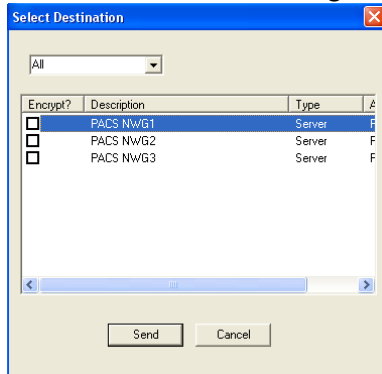 Select Destination
All
Encrypt? Description Type A
PACS NWG1 Server F
PACS NWG2 Server F
PACS NWG3 Server F
Send Cancel